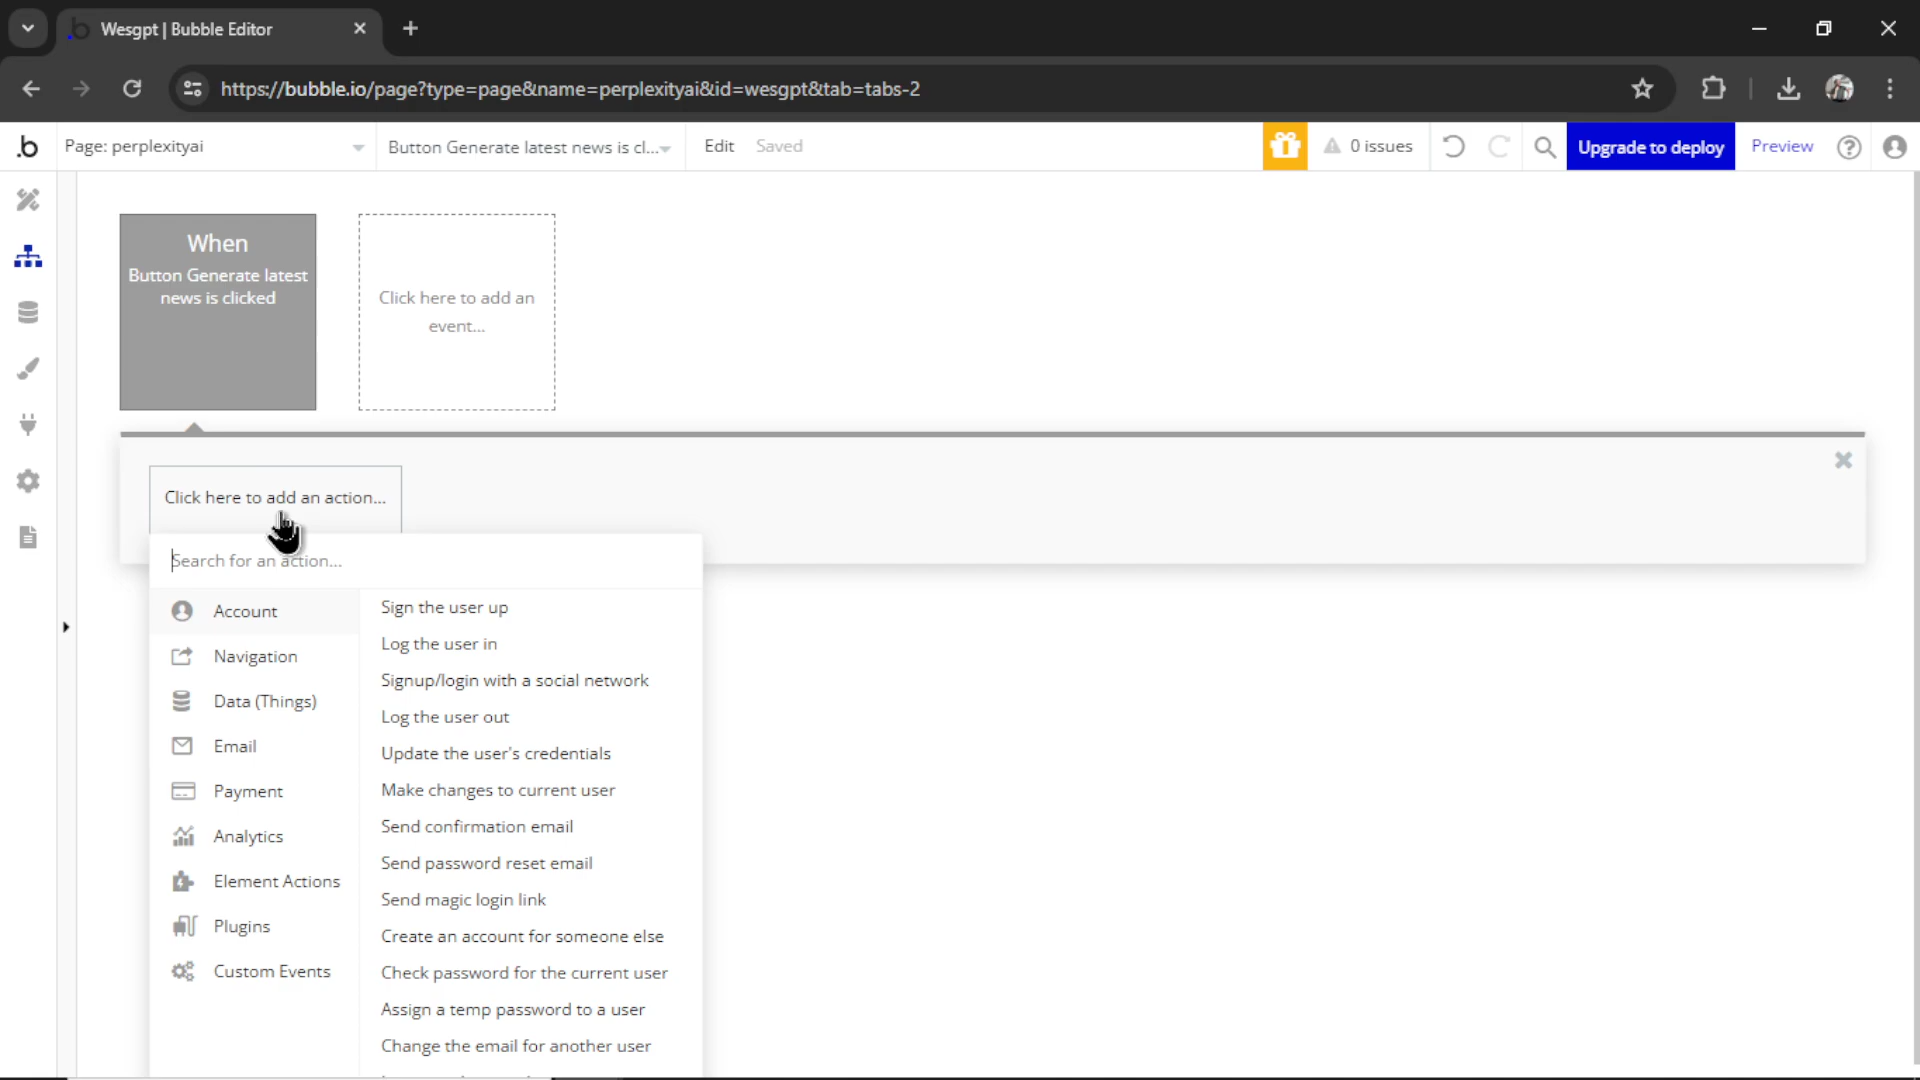 Wesgpt | Bubble Editor
https://bubble.io/page?type=page&name=perplexityai&id=wesgpt&tab=tabs-2
.b
Page: perplexityai
Button Generate latest news is cl...
Edit
Saved
0 issues
Upgrade to deploy
Preview
When
Button Generate latest
news is clicked
Click here to add an
event...
Click here to add an action...
Search for an action...
Account
Navigation
Data (Things)
Email
Payment
Analytics
Element Actions
Plugins
Custom Events
Sign the user up
Log the user in
Signup/login with a social network
Log the user out
Update the user's credentials
Make changes to current user
Send confirmation email
Send password reset email
Send magic login link
Create an account for someone else
Check password for the current user
Assign a temp password to a user
Change the email for another user